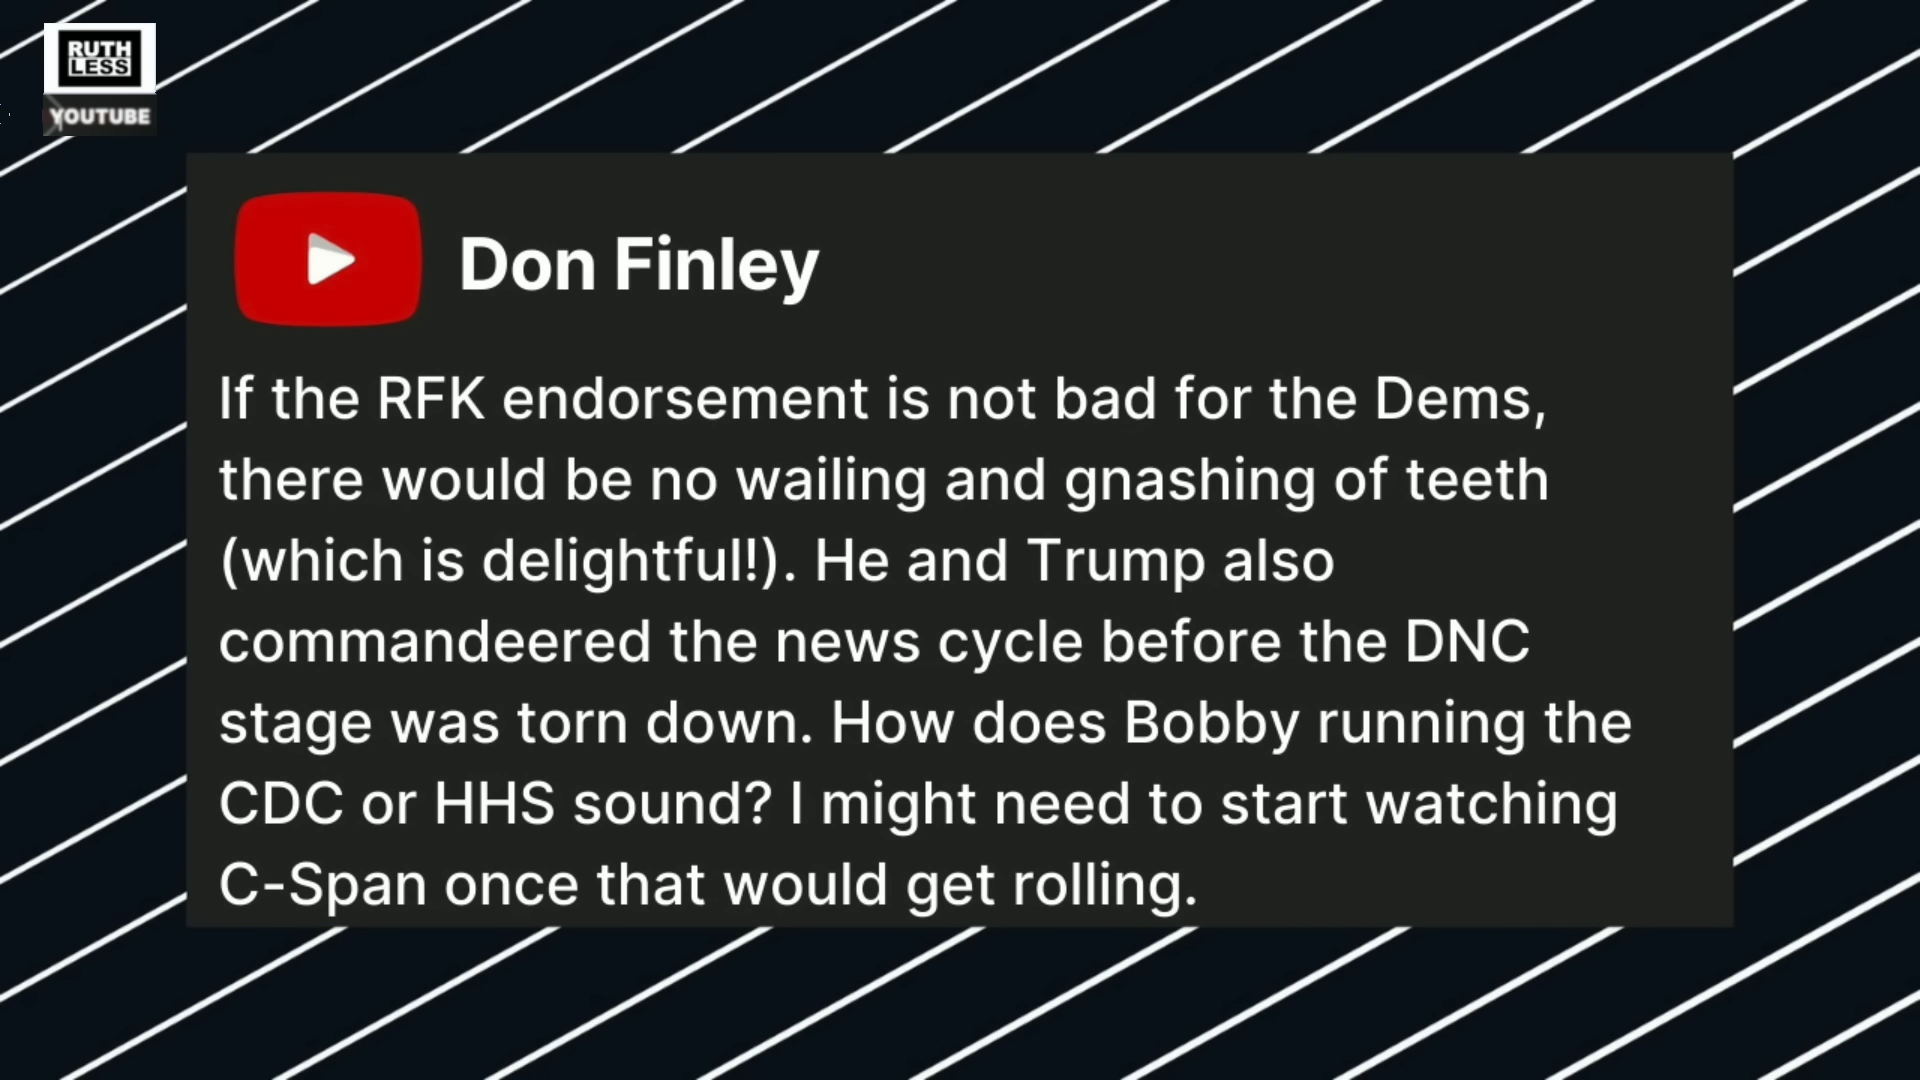 RUTH
LESS
YOUTUBE
Don Finley
If the RFK endorsement is not bad for the Dems,
there would be no wailing and gnashing of teeth
(which is delightful!). He and Trump also
commandeered the news cycle before the DNC
stage was torn down. How does Bobby running the
CDC or HHS sound? I might need to start watching
C-Span once that would get rolling.